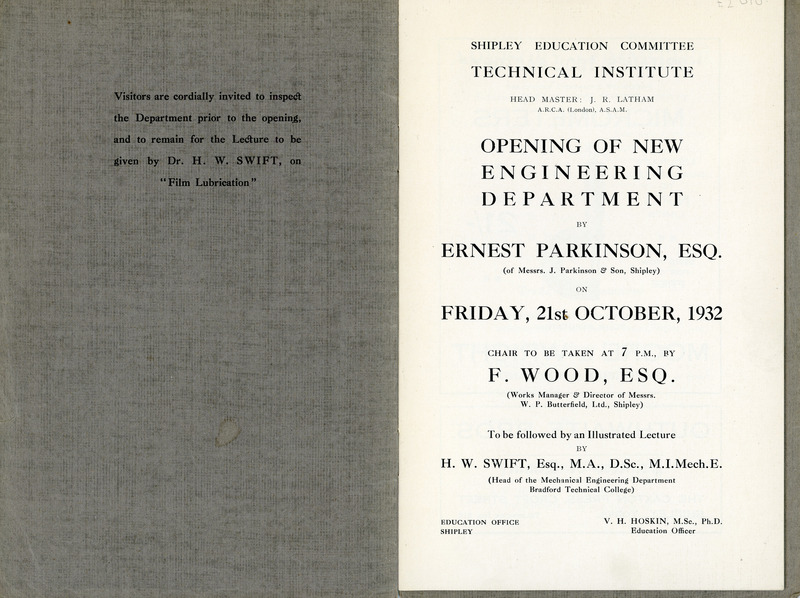 Visitors are cordially invited to inspect
the Department prior to the opening,
and to remain for the Lecture to be
given by Dr. H. W. SWIFT, on
"Film Lubrication"
SHIPLEY EDUCATION COMMITTEE
TECHNICAL INSTITUTE
HEAD MASTER: J. R. LATHAM
A.R.C.A. (London), A.S.A.M.
OPENING OF NEW
ENGINEERING
DEPARTMENT
BY
ERNEST PARKINSON, ESQ.
(of Messrs. J. Parkinson & Son, Shipley)
ON
FRIDAY, 21st OCTOBER, 1932
CHAIR TO BE TAKEN AT 7 P.M., BY
F. WOOD, ESQ.
(Works Manager & Director of Messrs.
W. P. Butterfield, Ltd., Shipley)
To be followed by an Illustrated Lecture
BY
H. W. SWIFT, Esq., M.A., D.Sc., M.I.Mech.E.
(Head of the Mechanical Engineering Department
Bradford Technical College)
EDUCATION OFFICE
SHIPLEY
V. H. HOSKIN, M.Sc., Ph.D.
Education Officer